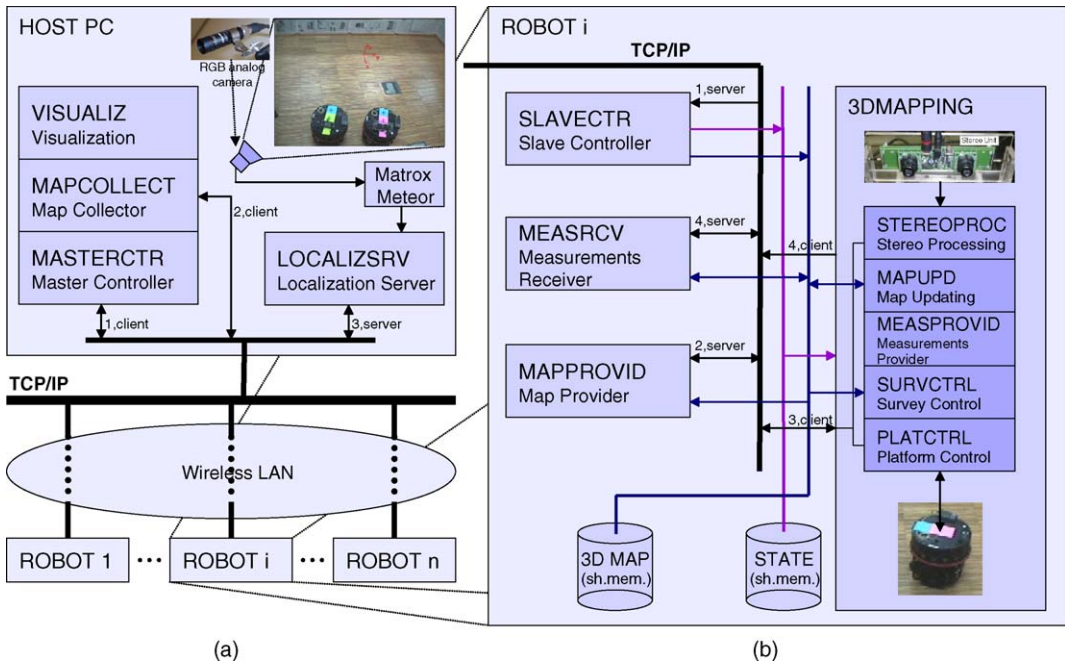 HOST PC
RGB analog
camera
VISUALIZ
Visualization
MAPCOLLECT
Map Collector
MASTERCTR
Master Controller
Matrox
Meteor
LOCALIZSRV
Localization Server
2,client
1,client
3,server
TCP/IP
Wireless LAN
ROBOT 1
ROBOT i
ROBOT n
(a)
ROBOT i
TCP/IP
1,server
SLAVECTR
Slave Controller
4,server
MEASRCV
Measurements
Receiver
4,client
2,server
MAPPROVID
Map Provider
3,client
3D MAP
(sh.mem.)
STATE
(sh.mem.)
3DMAPPING
Stereo Unit
STEREOPROC
Stereo Processing
MAPUPD
Map Updating
MEASPROVID
Measurements
Provider
SURVCTRL
Survey Control
PLATCTRL
Platform Control
(b)